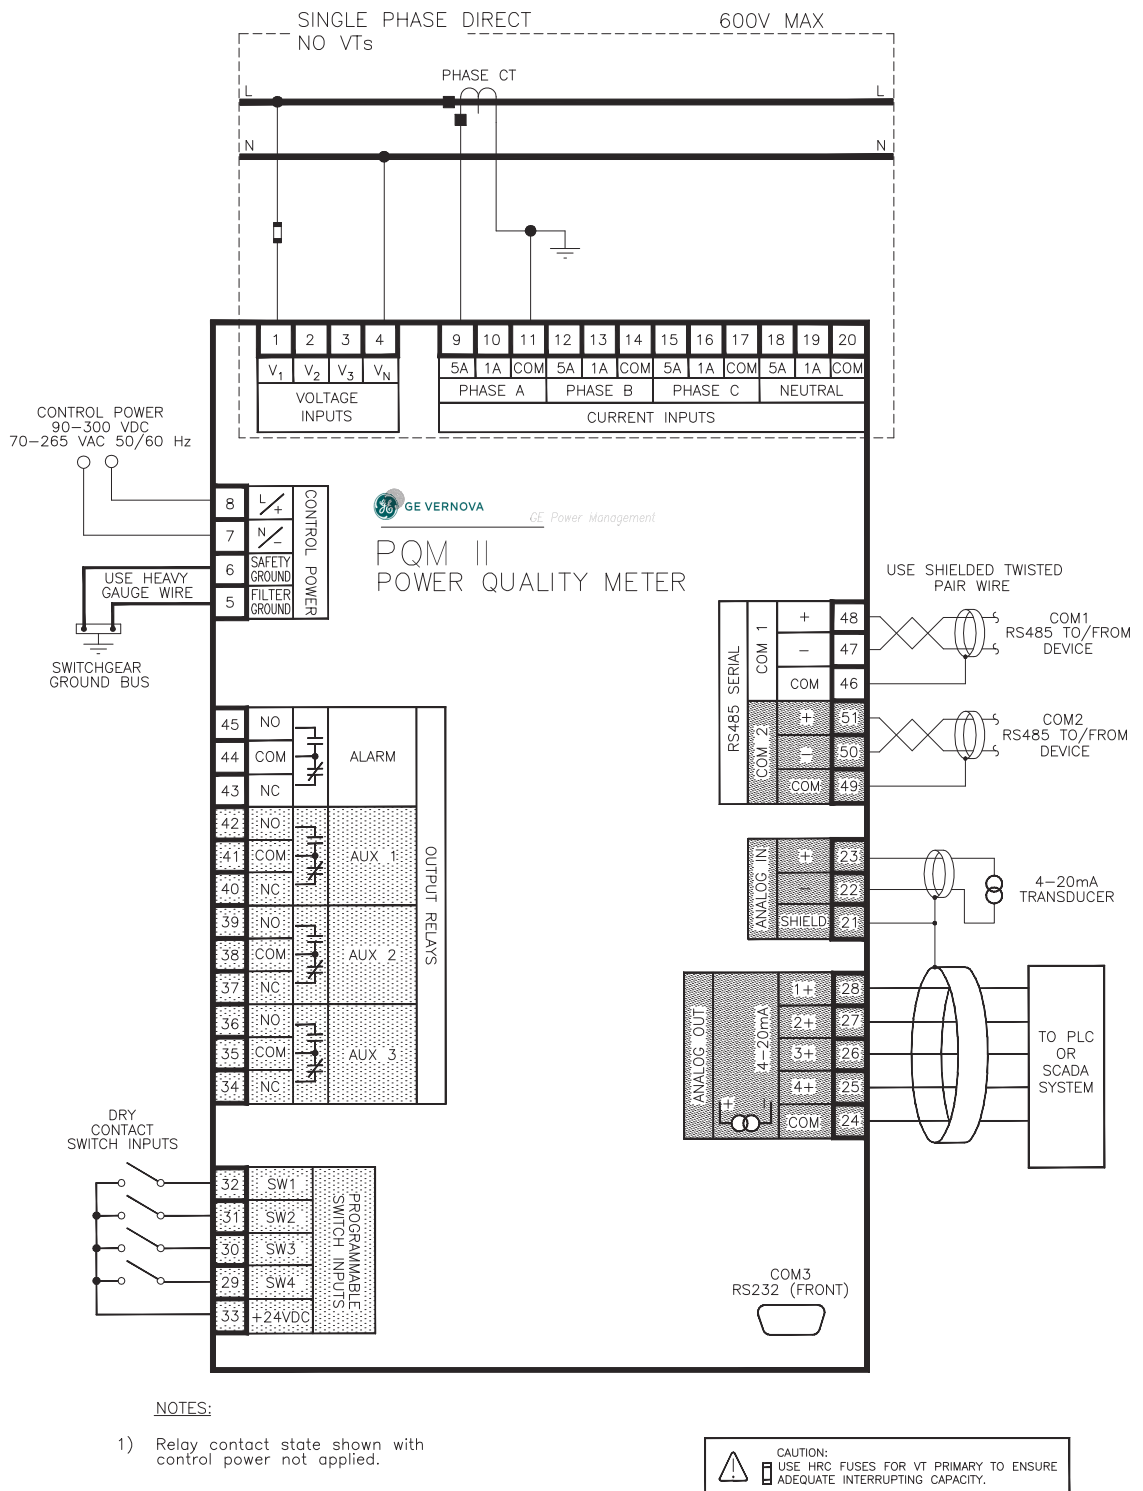 SINGLE PHASE DIRECT
NO VTs
600V MAX
PHASE CT
L
L
N
N
1 2 3 4
V1 V2 V3 VN
VOLTAGE
INPUTS
9 10 11 12 13 14 15 16 17 18 19 20
5A 1A COM 5A 1A COM 5A 1A COM 5A 1A COM
PHASE A PHASE B PHASE C NEUTRAL
CURRENT INPUTS
CONTROL POWER
90-300 VDC
70-265 VAC 50/60 Hz
8 L/+
7 N/-
6 SAFETY
GROUND
5 FILTER
GROUND
CONTROL POWER
USE HEAVY
GAUGE WIRE
SWITCHGEAR
GROUND BUS
GE VERNOVA
GE Power Management
PQM II
POWER QUALITY METER
USE SHIELDED TWISTED
PAIR WIRE
RS485 SERIAL
COM 1
+ 48
- 47
COM 46
COM1
RS485 TO/FROM
DEVICE
COM 2
+ 51
- 50
COM 49
COM2
RS485 TO/FROM
DEVICE
45 NO
44 COM
43 NC
ALARM
42 NO
41 COM
40 NC
AUX 1
39 NO
38 COM
37 NC
AUX 2
36 NO
35 COM
34 NC
AUX 3
OUTPUT RELAYS
ANALOG IN
+ 23
- 22
SHIELD 21
4-20mA
TRANSDUCER
ANALOG OUT
4-20mA
+ -
1+ 28
2+ 27
3+ 26
4+ 25
COM 24
TO PLC
OR
SCADA
SYSTEM
DRY
CONTACT
SWITCH INPUTS
32 SW1
31 SW2
30 SW3
29 SW4
33 +24VDC
PROGRAMMABLE
SWITCH INPUTS
COM3
RS232 (FRONT)
NOTES:
1) Relay contact state shown with
control power not applied.
CAUTION:
USE HRC FUSES FOR VT PRIMARY TO ENSURE
ADEQUATE INTERRUPTING CAPACITY.